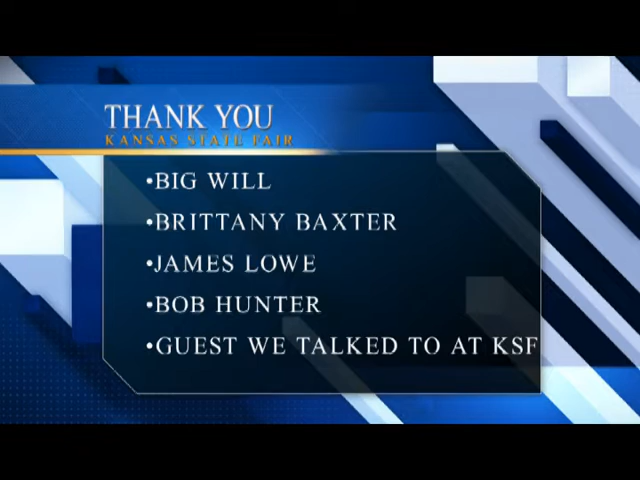 THANK YOU
KANSAS STATE FAIR
•BIG WILL
•BRITTANY BAXTER
•JAMES LOWE
•BOB HUNTER
•GUEST WE TALKED TO AT KSF